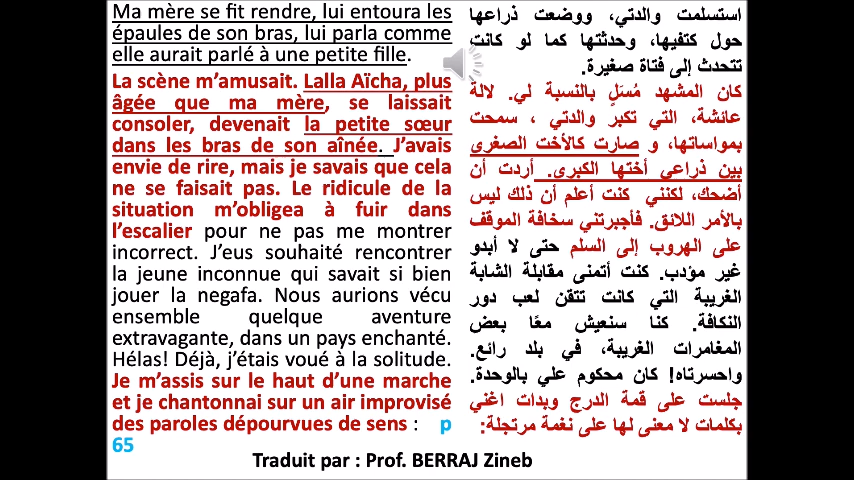 Ma mère se fit rendre, lui entoura les
épaules de son bras, lui parla comme
elle aurait parlé à une petite fille.
La scène m’amusait. Lalla Aïcha, plus
âgée que ma mère, se laissait
consoler, devenait la petite sœur
dans les bras de son aînée. J’avais
envie de rire, mais je savais que cela
ne se faisait pas. Le ridicule de la
situation m’obligea à fuir dans
l’escalier pour ne pas me montrer
incorrect. J’eus souhaité rencontrer
la jeune inconnue qui savait si bien
jouer la negafa. Nous aurions vécu
ensemble quelque aventure
extravagante, dans un pays enchanté.
Hélas! Déjà, j’étais voué à la solitude.
Je m’assis sur le haut d’une marche
et je chantonnai sur un air improvisé
des paroles dépourvues de sens : p
65
استسلمت والدتي، ووضعت ذراعها
حول كتفيها، وحدثتها كما لو كانت
تتحدث إلى فتاة صغيرة.
كان المشهد مُسَلٍ بالنسبة لي. لالة
عائشة، التي تكبر والدتي ، سمحت
بمواساتها، و صارت كالأخت الصغرى
بين ذراعي أختها الكبرى. أردت أن
أضحك، لكنني كنت أعلم أن ذلك ليس
بالأمر اللائق. فأجبرتني سخافة الموقف
على الهروب إلى السلم حتى لا أبدو
غير مؤدب. كنت أتمنى مقابلة الشابة
الغريبة التي كانت تتقن لعب دور
النكافة. كنا سنعيش معًا بعض
المغامرات الغريبة، في بلد رائع.
واحسرتاه! كان محكوم علي بالوحدة.
جلست على قمة الدرج وبدات اغني
بكلمات لا معنى لها على نغمة مرتجلة:
Traduit par : Prof. BERRAJ Zineb